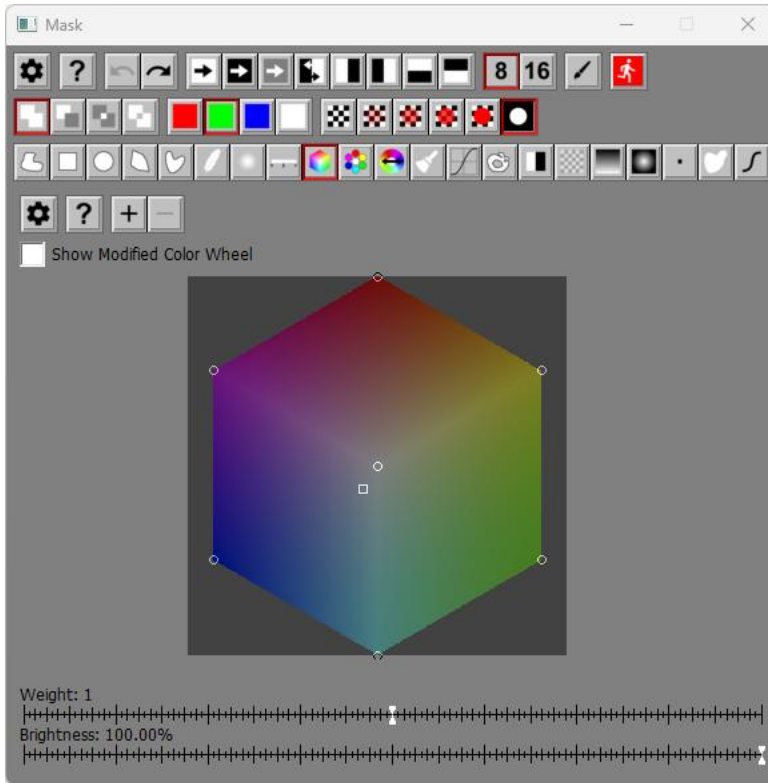 Mask
?
8 16
? + −
Show Modified Color Wheel
Weight: 1
Brightness: 100.00%